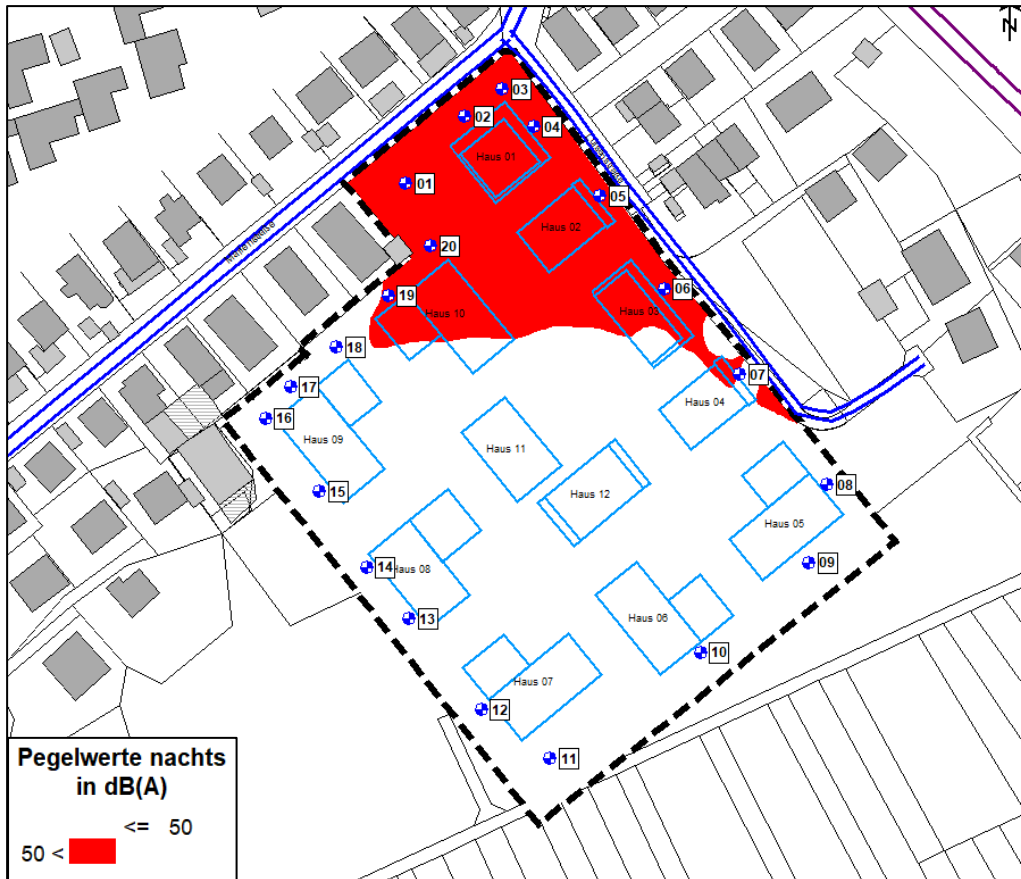 N
03
02
04
Haus 01
01
05
Haus 02
20
06
19
Haus 10
Haus 03
18
07
17
Haus 04
16
Haus 09
Haus 11
15
08
Haus 12
Haus 05
14
Haus 08
09
13
Haus 06
10
Haus 07
12
11
Pegelwerte nachts
in dB(A)
<= 50
50 <